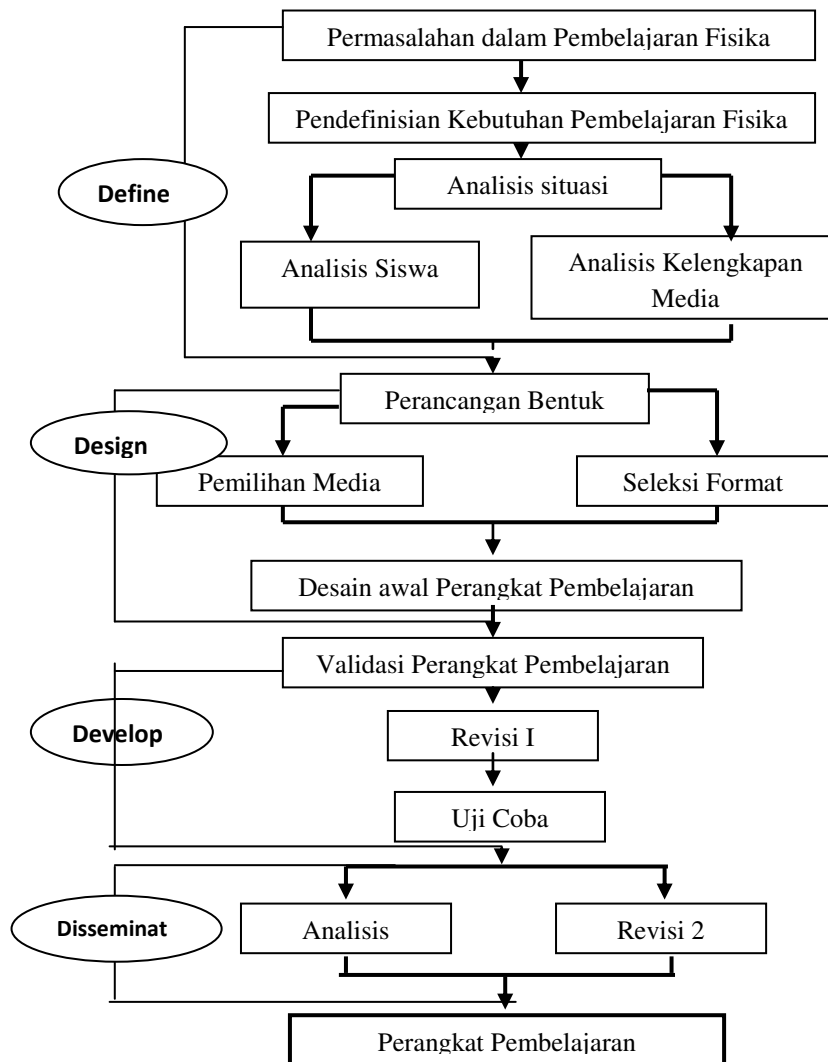 Permasalahan dalam Pembelajaran Fisika
Pendefinisian Kebutuhan Pembelajaran Fisika
Define
Analisis situasi
Analisis Siswa
Analisis Kelengkapan
Media
Perancangan Bentuk
Design
Pemilihan Media
Seleksi Format
Desain awal Perangkat Pembelajaran
Validasi Perangkat Pembelajaran
Develop
Revisi I
Uji Coba
Disseminat
Analisis
Revisi 2
Perangkat Pembelajaran